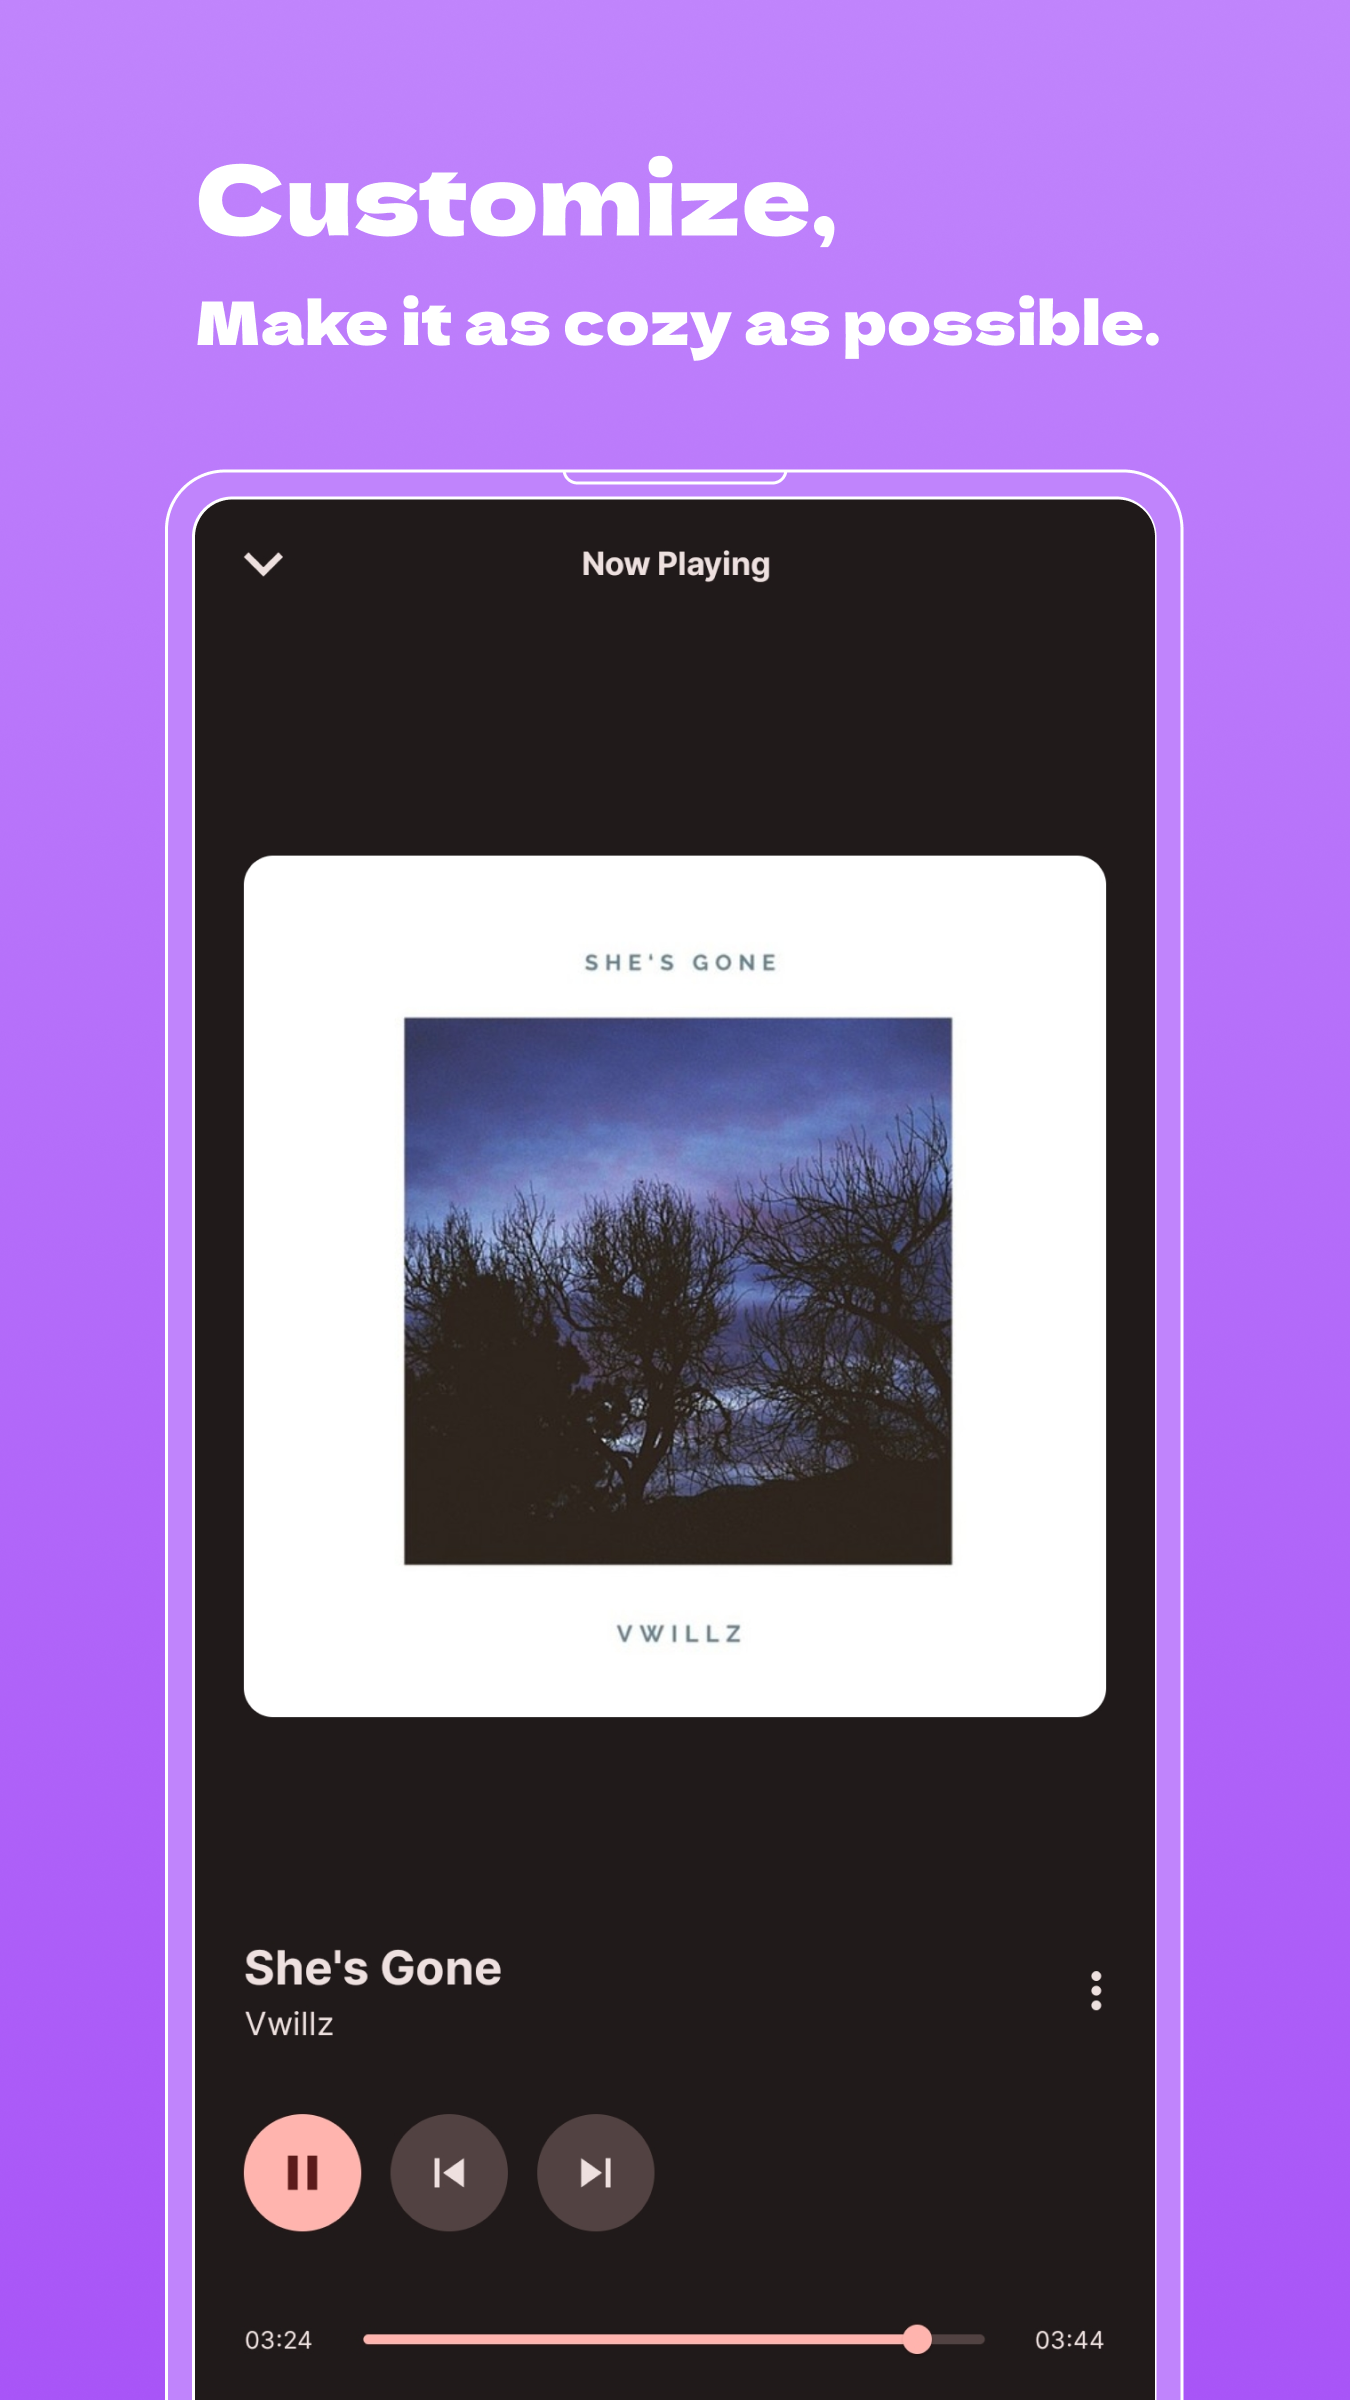 Customize,
Make it as cozy as possible.
Now Playing
SHE'S GONE
VWILLZ
She's Gone
Vwillz
03:24
03:44